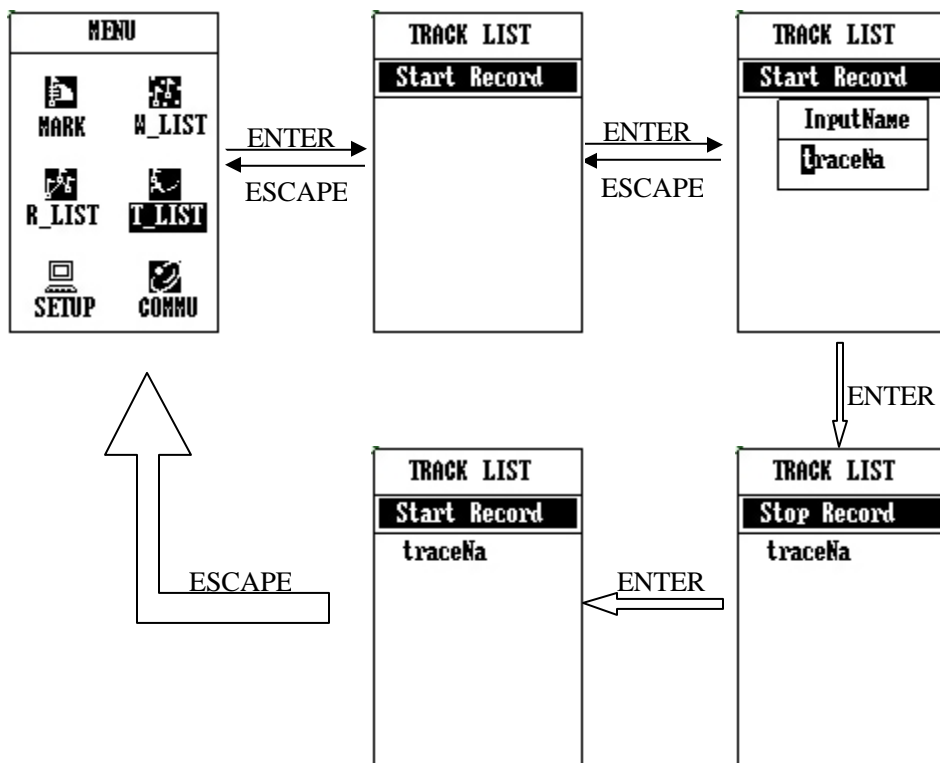 MENU
MARK W_LIST
R_LIST T_LIST
SETUP COMMU
ENTER
ESCAPE
TRACK LIST
Start Record
ENTER
ESCAPE
TRACK LIST
Start Record
InputName
traceNa
ENTER
TRACK LIST
Stop Record
traceNa
ENTER
TRACK LIST
Start Record
traceNa
ESCAPE